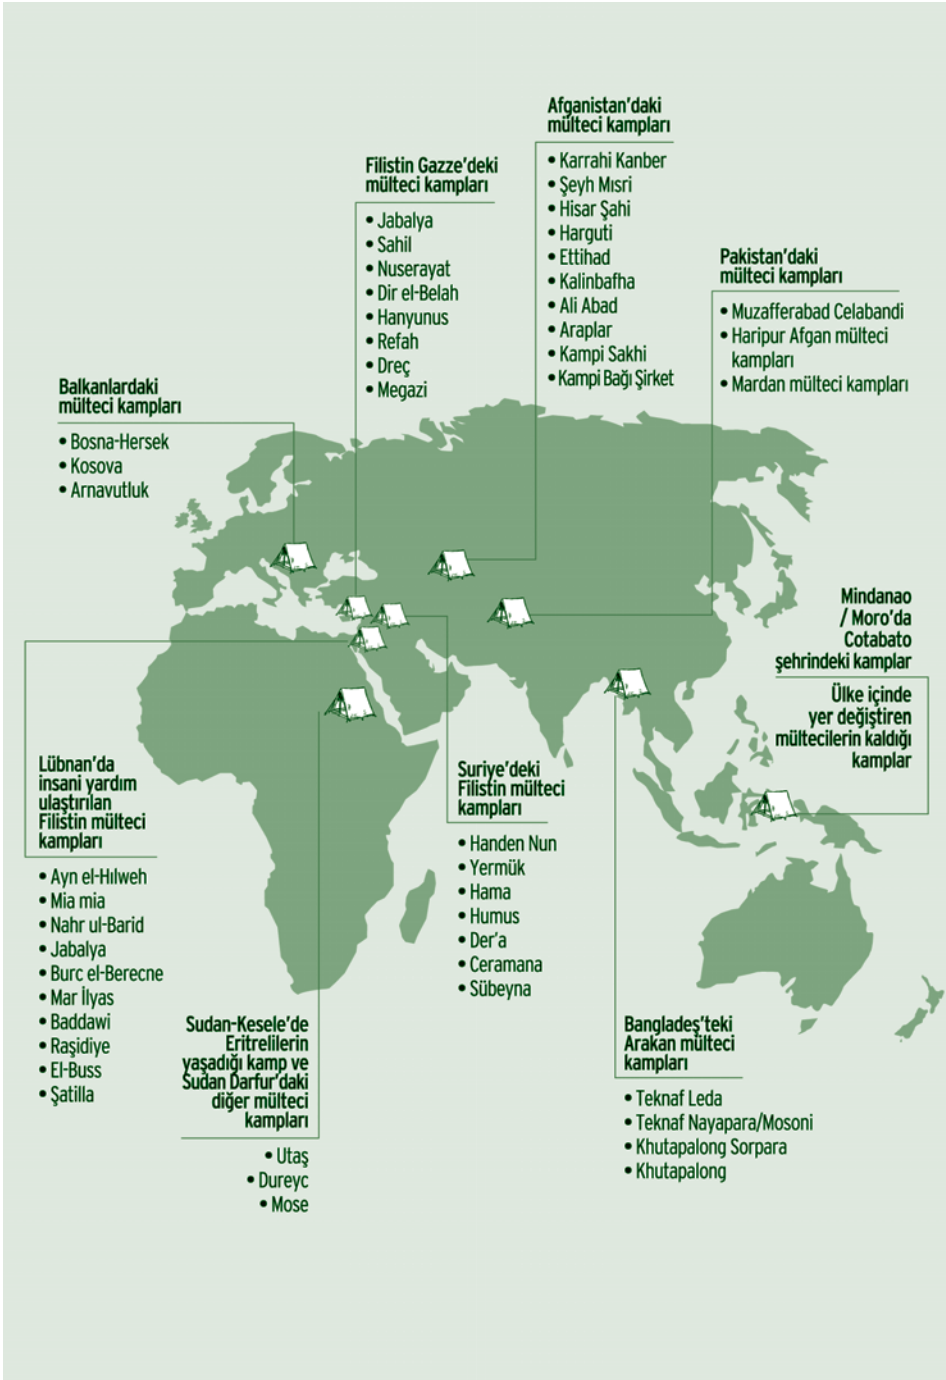 Afganistan'daki
mülteci kampları
• Karrahi Kanber
• Şeyh Mısri
• Hisar Şahi
• Harguti
• Ettihad
• Kalinbafha
• Ali Abad
• Araplar
• Kampi Sakhi
• Kampi Bağı Şirket
Filistin Gazze'deki
mülteci kampları
• Jabalya
• Sahil
• Nuserayat
• Dir el-Belah
• Hanyunus
• Refah
• Dreç
• Megazi
Pakistan'daki
mülteci kampları
• Muzafferabad Celabandi
• Haripur Afgan mülteci
kampları
• Mardan mülteci kampları
Balkanlardaki
mülteci kampları
• Bosna-Hersek
• Kosova
• Arnavutluk
Mindanao
/ Moro'da
Cotabato
şehrindeki kamplar
Ülke içinde
yer değiştiren
mültecilerin kaldığı
kamplar
Lübnan'da
insani yardım
ulaştırılan
Filistin mülteci
kampları
• Ayn el-Hılweh
• Mia mia
• Nahr ul-Barid
• Jabalya
• Burc el-Berecne
• Mar İlyas
• Baddawi
• Raşidiye
• El-Buss
• Şatilla
Suriye'deki
Filistin mülteci
kampları
• Handen Nun
• Yermük
• Hama
• Humus
• Der'a
• Ceramana
• Sübeyna
Sudan-Kesele'de
Eritrelilerin
yaşadığı kamp ve
Sudan Darfur'daki
diğer mülteci
kampları
• Utaş
• Dureyc
• Mose
Bangladeş'teki
Arakan mülteci
kampları
• Teknaf Leda
• Teknaf Nayapara/Mosoni
• Khutapalong Sorpara
• Khutapalong